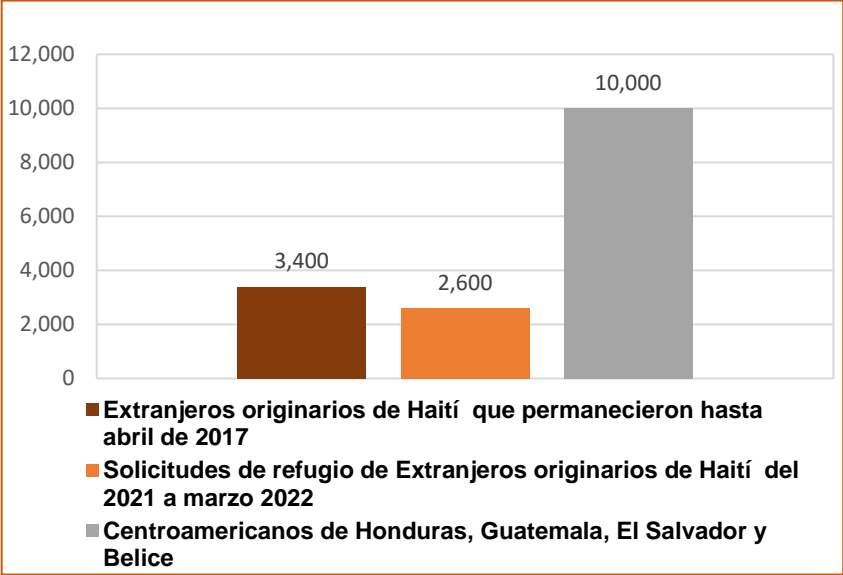 12,000
10,000
8,000
6,000
4,000
2,000
0
3,400
2,600
10,000
Extranjeros originarios de Haití que permanecieron hasta
abril de 2017
Solicitudes de refugio de Extranjeros originarios de Haití del
2021 a marzo 2022
Centroamericanos de Honduras, Guatemala, El Salvador y
Belice